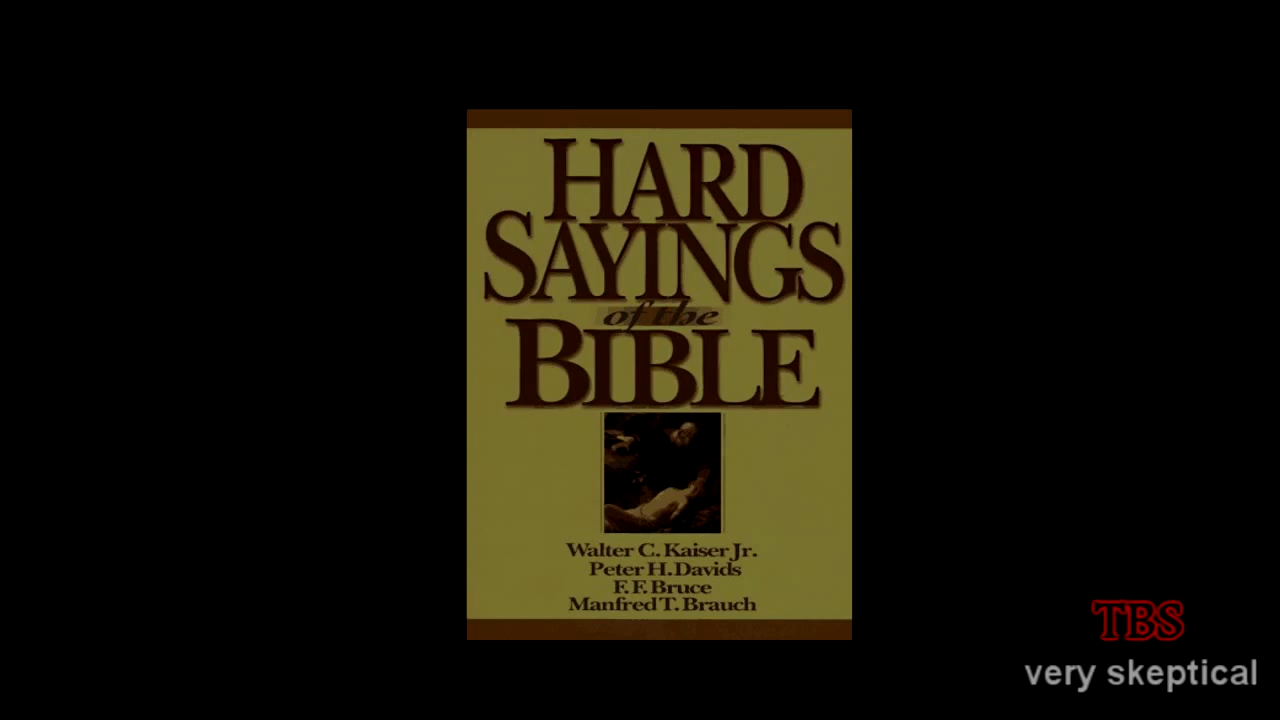 HARD
SAYINGS
of the
BIBLE
Walter C. Kaiser Jr.
Peter H. Davids
F. F. Bruce
Manfred T. Brauch
TBS
very skeptical